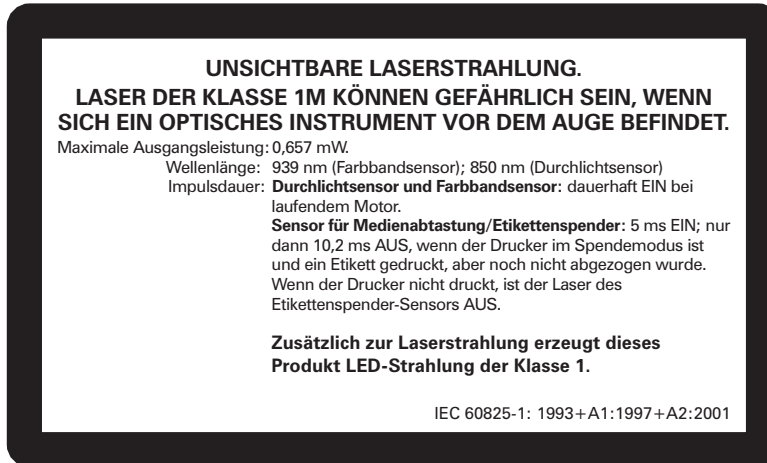 UNSICHTBARE LASERSTRAHLUNG.
LASER DER KLASSE 1M KÖNNEN GEFÄHRLICH SEIN, WENN
SICH EIN OPTISCHES INSTRUMENT VOR DEM AUGE BEFINDET.
Maximale Ausgangsleistung: 0,657 mW.
Wellenlänge: 939 nm (Farbbandsensor); 850 nm (Durchlichtsensor)
Impulsdauer: Durchlichtsensor und Farbbandsensor: dauerhaft EIN bei
laufendem Motor.
Sensor für Medienabtastung/Etikettenspender: 5 ms EIN; nur
dann 10,2 ms AUS, wenn der Drucker im Spendemodus ist
und ein Etikett gedruckt, aber noch nicht abgezogen wurde.
Wenn der Drucker nicht druckt, ist der Laser des
Etikettenspender-Sensors AUS.
Zusätzlich zur Laserstrahlung erzeugt dieses
Produkt LED-Strahlung der Klasse 1.
IEC 60825-1: 1993+A1:1997+A2:2001